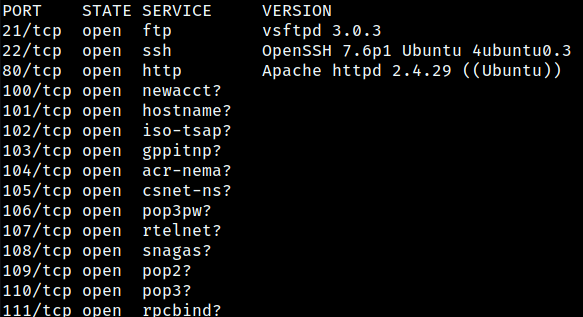 PORT STATE SERVICE VERSION
21/tcp open ftp vsftpd 3.0.3
22/tcp open ssh OpenSSH 7.6p1 Ubuntu 4ubuntu0.3
80/tcp open http Apache httpd 2.4.29 ((Ubuntu))
100/tcp open newacct?
101/tcp open hostname?
102/tcp open iso-tsap?
103/tcp open gppitnp?
104/tcp open acr-nema?
105/tcp open csnet-ns?
106/tcp open pop3pw?
107/tcp open rtelnet?
108/tcp open snagas?
109/tcp open pop2?
110/tcp open pop3?
111/tcp open rpcbind?